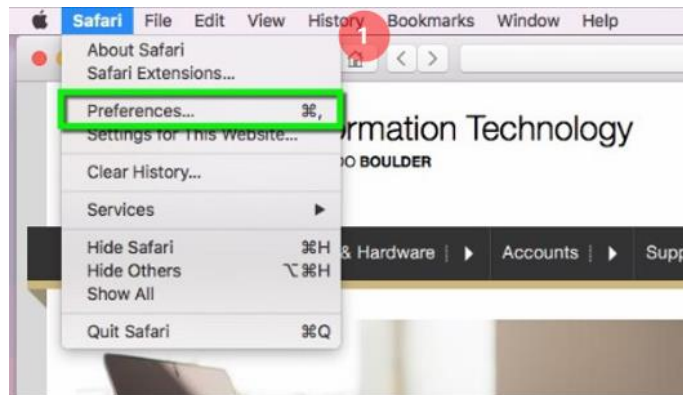 Safari File Edit View History Bookmarks Window Help
1
About Safari
Safari Extensions...
Preferences... ⌘,
Settings for This Website...
rmation Technology
DO BOULDER
Clear History...
Services ▶
Hide Safari ⌘H
& Hardware ▶ Accounts ▶ Supp
Hide Others ⌥⌘H
Show All
Quit Safari ⌘Q